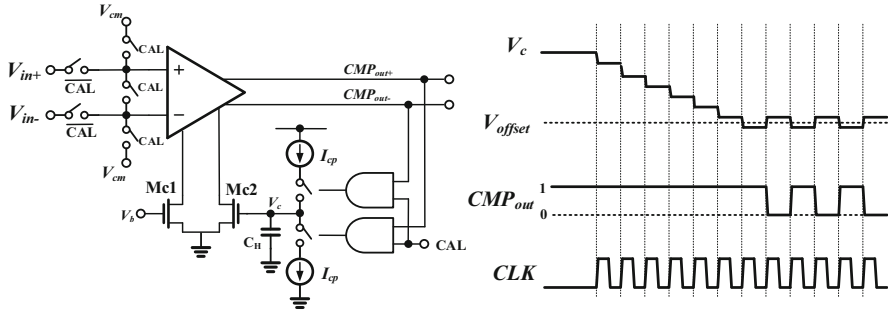 Vcm
CAL
Vin+
CAL
+
CAL
CMPout+
Vin-
CAL
−
CAL
CMPout-
Vcm
Icp
Mc1
Mc2
Vb
Vc
CH
CAL
Icp
Vc
Voffset
CMPout
1
0
CLK